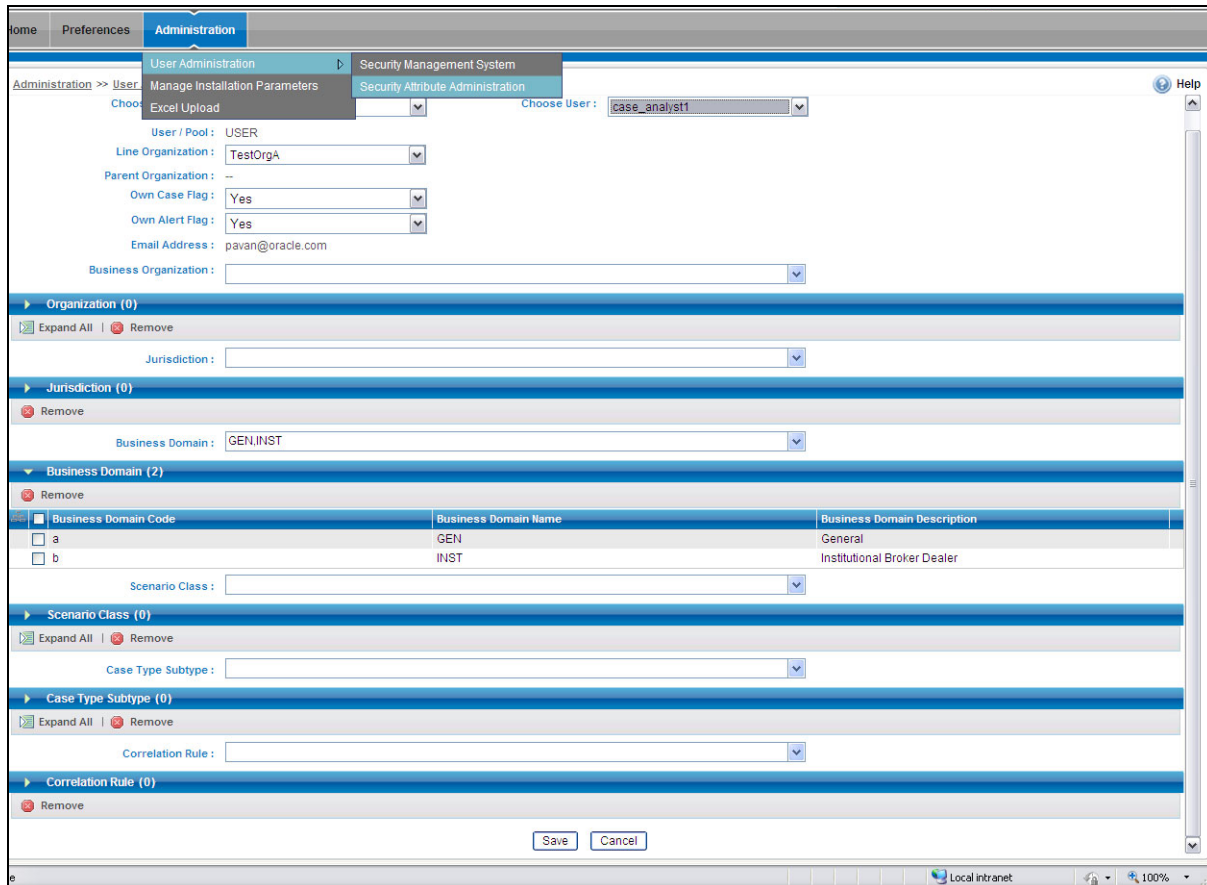 Home Preferences Administration
User Administration Security Management System
Administration >> User Manage Installation Parameters Security Attribute Administration Help
Choos Excel Upload Choose User : case_analyst1
User / Pool : USER
Line Organization : TestOrgA
Parent Organization : --
Own Case Flag : Yes
Own Alert Flag : Yes
Email Address : pavan@oracle.com
Business Organization :
Organization (0)
Expand All | Remove
Jurisdiction :
Jurisdiction (0)
Remove
Business Domain : GEN,INST
Business Domain (2)
Remove
Business Domain Code Business Domain Name Business Domain Description
a GEN General
b INST Institutional Broker Dealer
Scenario Class :
Scenario Class (0)
Expand All | Remove
Case Type Subtype :
Case Type Subtype (0)
Expand All | Remove
Correlation Rule :
Correlation Rule (0)
Remove
Save Cancel
e Local intranet 100%